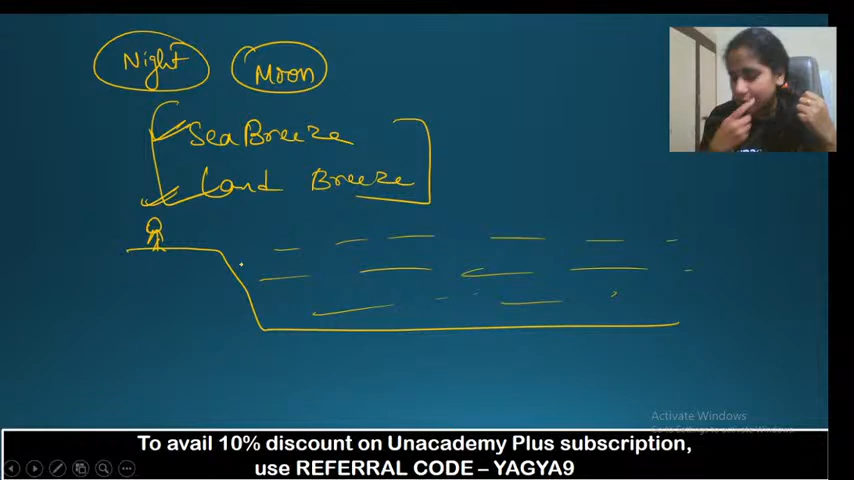 Night Moon
Sea Breeze
Land Breeze
Activate Windows
To avail 10% discount on Unacademy Plus subscription,
use REFERRAL CODE – YAGYA9